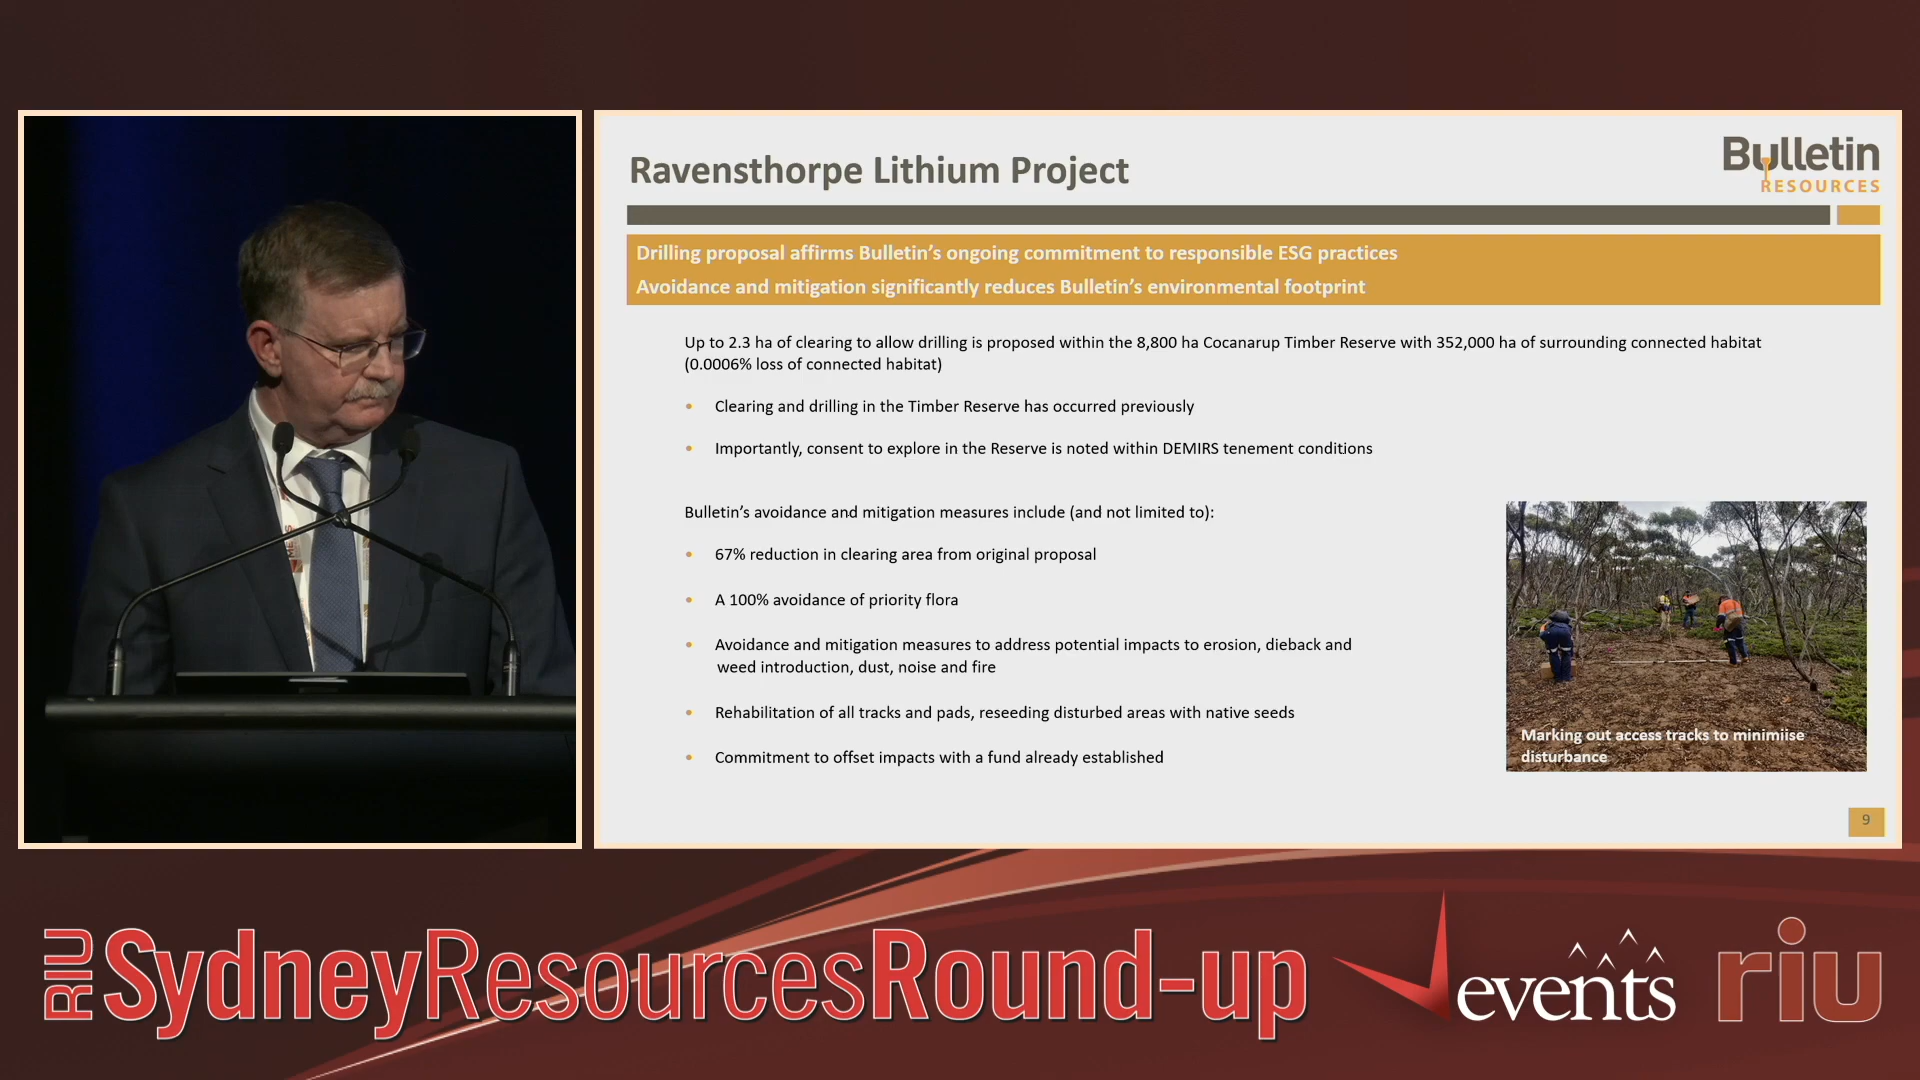 Ravensthorpe Lithium Project
Bulletin
RESOURCES
Drilling proposal affirms Bulletin’s ongoing commitment to responsible ESG practices
Avoidance and mitigation significantly reduces Bulletin’s environmental footprint
Up to 2.3 ha of clearing to allow drilling is proposed within the 8,800 ha Cocanarup Timber Reserve with 352,000 ha of surrounding connected habitat
(0.0006% loss of connected habitat)
• Clearing and drilling in the Timber Reserve has occurred previously
• Importantly, consent to explore in the Reserve is noted within DEMIRS tenement conditions
Bulletin’s avoidance and mitigation measures include (and not limited to):
• 67% reduction in clearing area from original proposal
• A 100% avoidance of priority flora
• Avoidance and mitigation measures to address potential impacts to erosion, dieback and
weed introduction, dust, noise and fire
• Rehabilitation of all tracks and pads, reseeding disturbed areas with native seeds
• Commitment to offset impacts with a fund already established
Marking out access tracks to minimiise
disturbance
9
RIU SydneyResourcesRound-up
events
riu